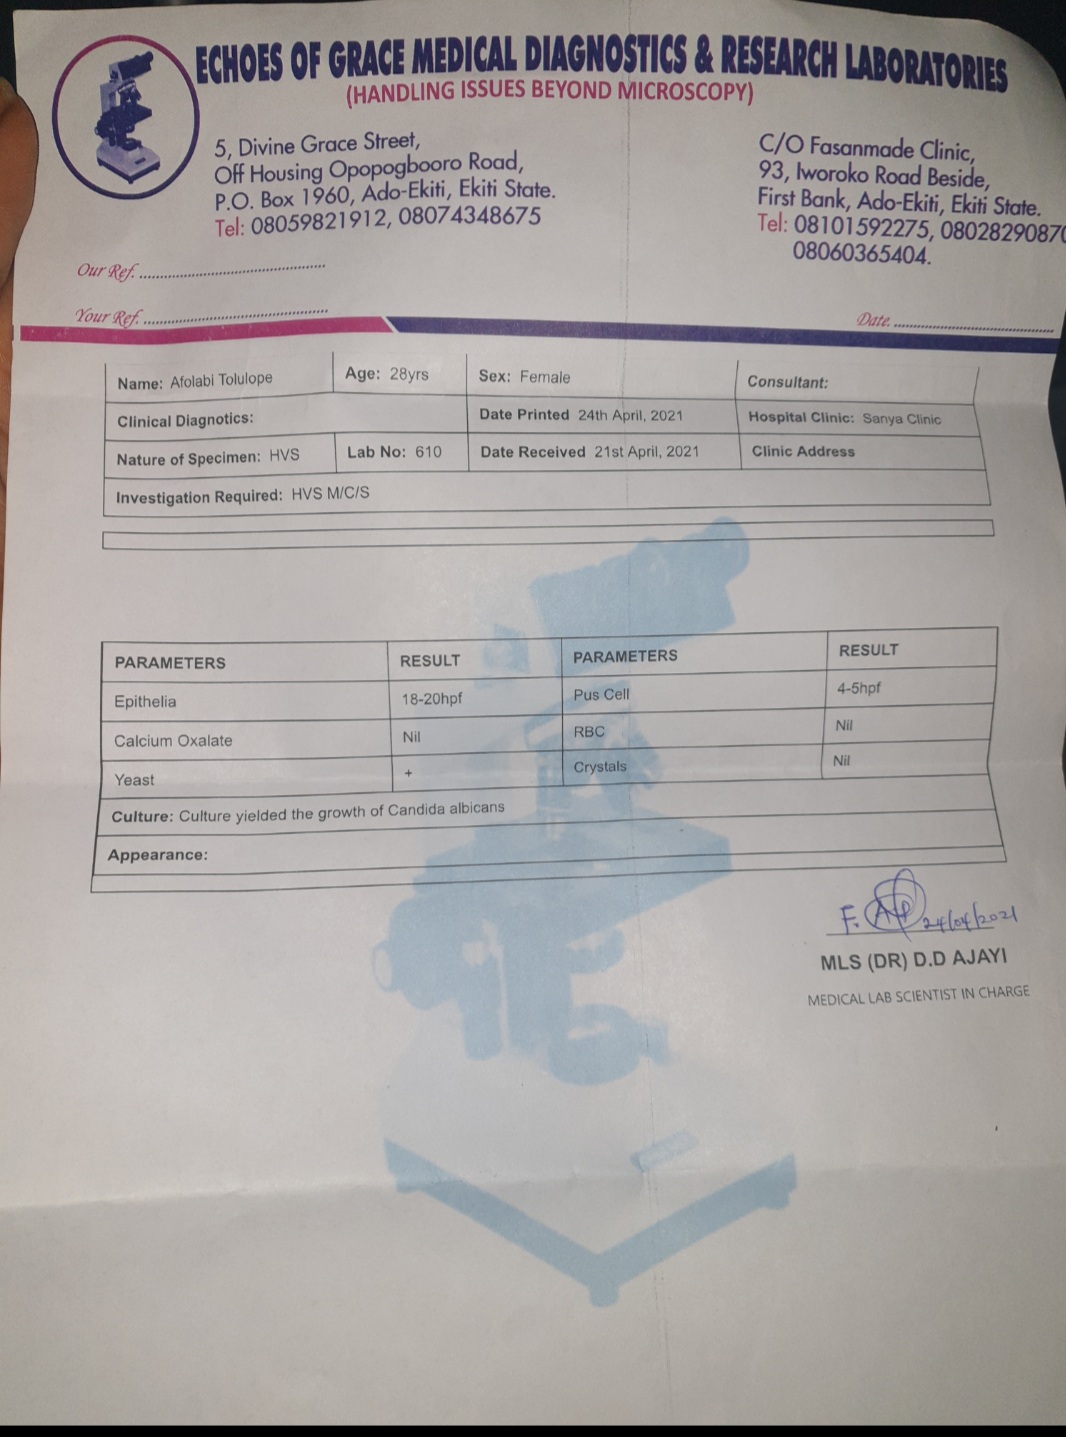 ECHOES OF GRACE MEDICAL DIAGNOSTICS & RESEARCH LABORATORIES
(HANDLING ISSUES BEYOND MICROSCOPY)
5, Divine Grace Street,
Off Housing Opopogbooro Road,
P.O. Box 1960, Ado-Ekiti, Ekiti State.
Tel: 08059821912, 08074348675
C/O Fasanmade Clinic,
93, Iworoko Road Beside,
First Bank, Ado-Ekiti, Ekiti State.
Tel: 08101592275, 0802829087
08060365404.
Our Ref.
Your Ref.
Date.
Name: Afolabi Tolulope Age: 28yrs Sex: Female Consultant:
Clinical Diagnotics: Date Printed 24th April, 2021 Hospital Clinic: Sanya Clinic
Nature of Specimen: HVS Lab No: 610 Date Received 21st April, 2021 Clinic Address
Investigation Required: HVS M/C/S
PARAMETERS RESULT PARAMETERS RESULT
Epithelia 18-20hpf Pus Cell 4-5hpf
Calcium Oxalate Nil RBC Nil
Yeast + Crystals Nil
Culture: Culture yielded the growth of Candida albicans
Appearance:
F. 24/04/2021
MLS (DR) D.D AJAYI
MEDICAL LAB SCIENTIST IN CHARGE